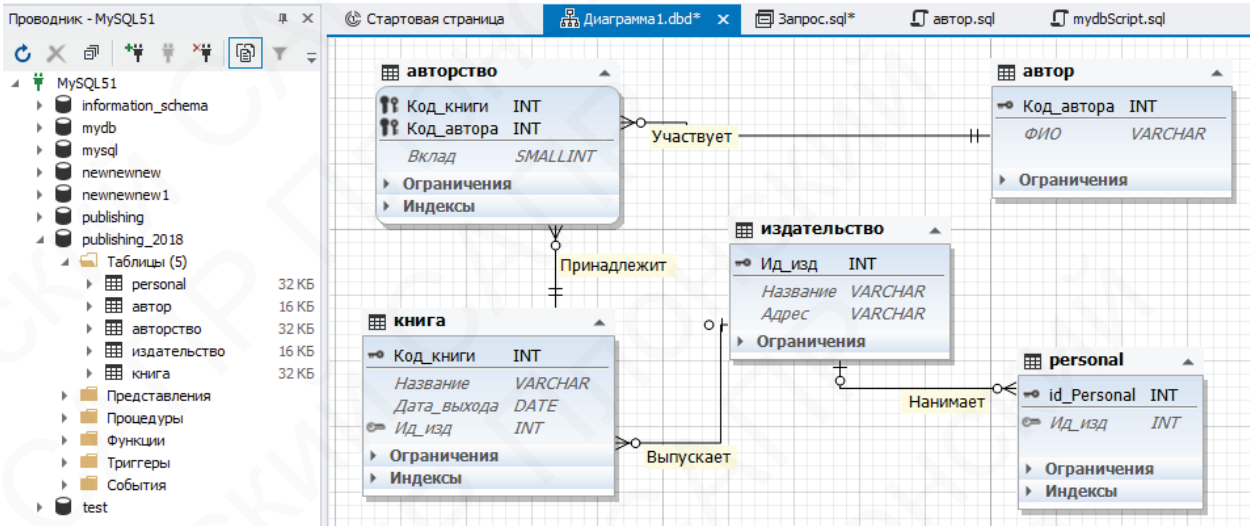 Проводник - MySQL51
MySQL51
information_schema
mydb
mysql
newnewnew
newnewnew1
publishing
publishing_2018
Таблицы (5)
personal 32 КБ
автор 16 КБ
авторство 32 КБ
издательство 16 КБ
книга 32 КБ
Представления
Процедуры
Функции
Триггеры
События
test
Стартовая страница
Диаграмма1.dbd*
Запрос.sql*
автор.sql
mydbScript.sql
авторство
Код_книги INT
Код_автора INT
Вклад SMALLINT
Ограничения
Индексы
Участвует
автор
Код_автора INT
ФИО VARCHAR
Ограничения
Принадлежит
издательство
Ид_изд INT
Название VARCHAR
Адрес VARCHAR
Ограничения
книга
Код_книги INT
Название VARCHAR
Дата_выхода DATE
Ид_изд INT
Ограничения
Индексы
Выпускает
Нанимает
personal
id_Personal INT
Ид_изд INT
Ограничения
Индексы